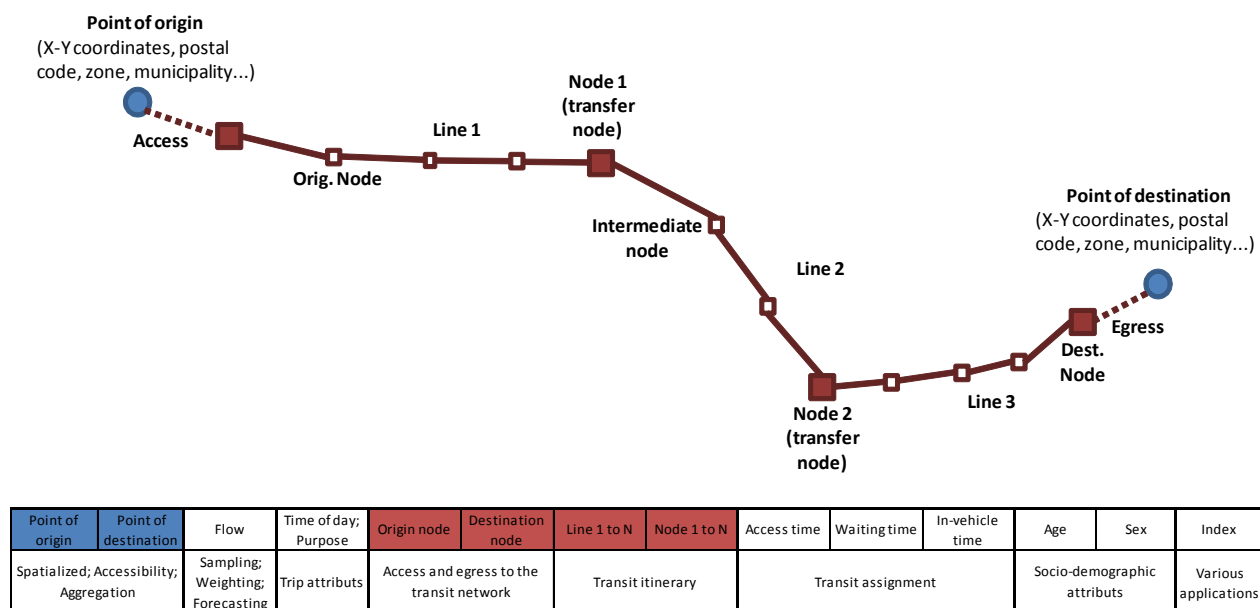 Point of origin
(X-Y coordinates, postal
code, zone, municipality...)
Access
Orig. Node
Line 1
Node 1
(transfer
node)
Intermediate
node
Line 2
Node 2
(transfer
node)
Line 3
Point of destination
(X-Y coordinates, postal
code, zone, municipality...)
Egress
Dest.
Node
Point of
origin
Point of
destination
Flow
Time of day;
Purpose
Origin node
Destination
node
Line 1 to N
Node 1 to N
Access time
Waiting time
In-vehicle
time
Age
Sex
Index
Spatialized; Accessibility;
Aggregation
Sampling;
Weighting;
Forecasting
Trip attributs
Access and egress to the
transit network
Transit itinerary
Transit assignment
Socio-demographic
attributs
Various
applications